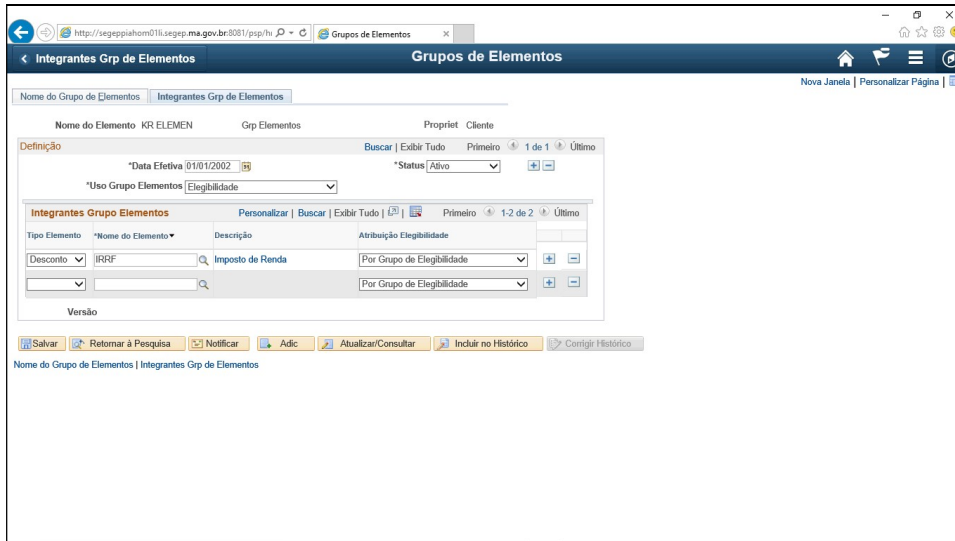 http://segeppiahom01li.segep.ma.gov.br:8081/psp/h
Grupos de Elementos
Integrantes Grp de Elementos
Grupos de Elementos
Nova Janela | Personalizar Página |
Nome do Grupo de Elementos
Integrantes Grp de Elementos
Nome do Elemento KR ELEMEN Grp Elementos Propriet Cliente
Definição Buscar | Exibir Tudo Primeiro 1 de 1 Último
*Data Efetiva 01/01/2002 31 *Status Ativo
*Uso Grupo Elementos Elegibilidade
Integrantes Grupo Elementos Personalizar | Buscar | Exibir Tudo | Primeiro 1-2 de 2 Último
Tipo Elemento *Nome do Elemento Descrição Atribuição Elegibilidade
Desconto IRRF Imposto de Renda Por Grupo de Elegibilidade
Por Grupo de Elegibilidade
Versão
Salvar Retornar à Pesquisa Notificar Adic Atualizar/Consultar Incluir no Histórico Corrigir Histórico
Nome do Grupo de Elementos | Integrantes Grp de Elementos